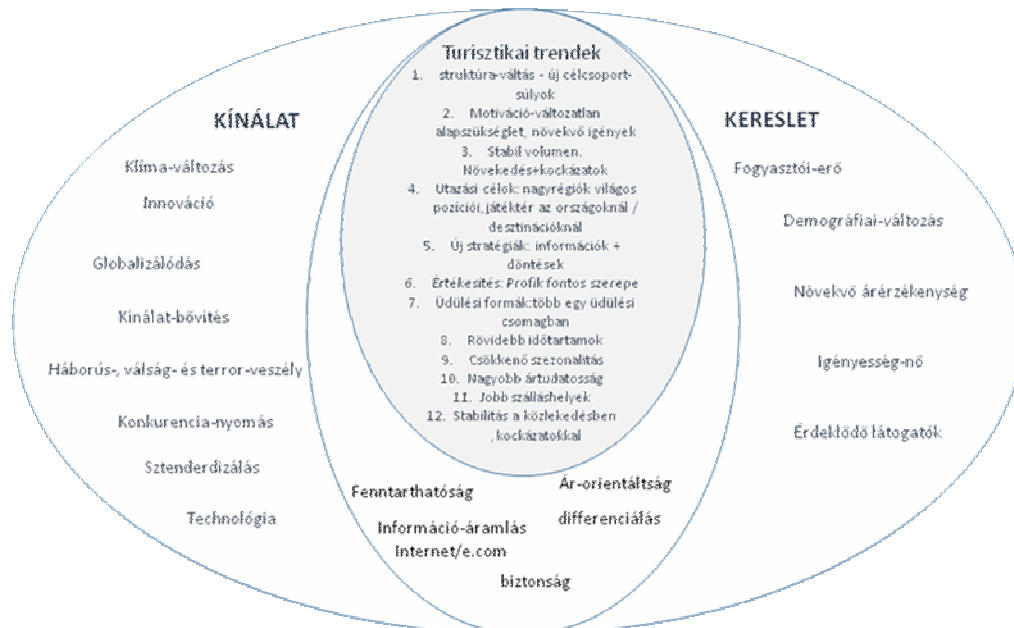 Turisztikai trendek
1. struktúra-váltás - új célcsoport-
súlyok
2. Motiváció-változatlan
alapszükséglet, növekvő igények
3. Stabil volumen.
Növekedés+kockázatok
4. Utazási célok: nagyrégiók világos
pozíciói, játéktér az országoknál /
desztinációknál
5. Új stratégiák: információk +
döntések
6. Értékesítés: Profik fontos szerepe
7. Üdülési formák:több egy üdülési
csomagban
8. Rövidebb időtartamok
9. Csökkenő szezonalitás
10. Nagyobb ártudatosság
11. Jobb szálláshelyek
12. Stabilitás a közlekedésben
,kockázatokkal
KÍNÁLAT
Klíma-változás
Innováció
Globalizálódás
Kínálat-bővítés
Háborús-, válság- és terror-veszély
Konkurencia-nyomás
Sztenderdizálás
Technológia
Fenntarthatóság
Ár-orientáltság
Információ-áramlás
differenciálás
Internet/e.com
biztonság
KERESLET
Fogyasztói-erő
Demográfiai-változás
Növekvő árérzékenység
Igényesség-nő
Érdeklődő látogatók